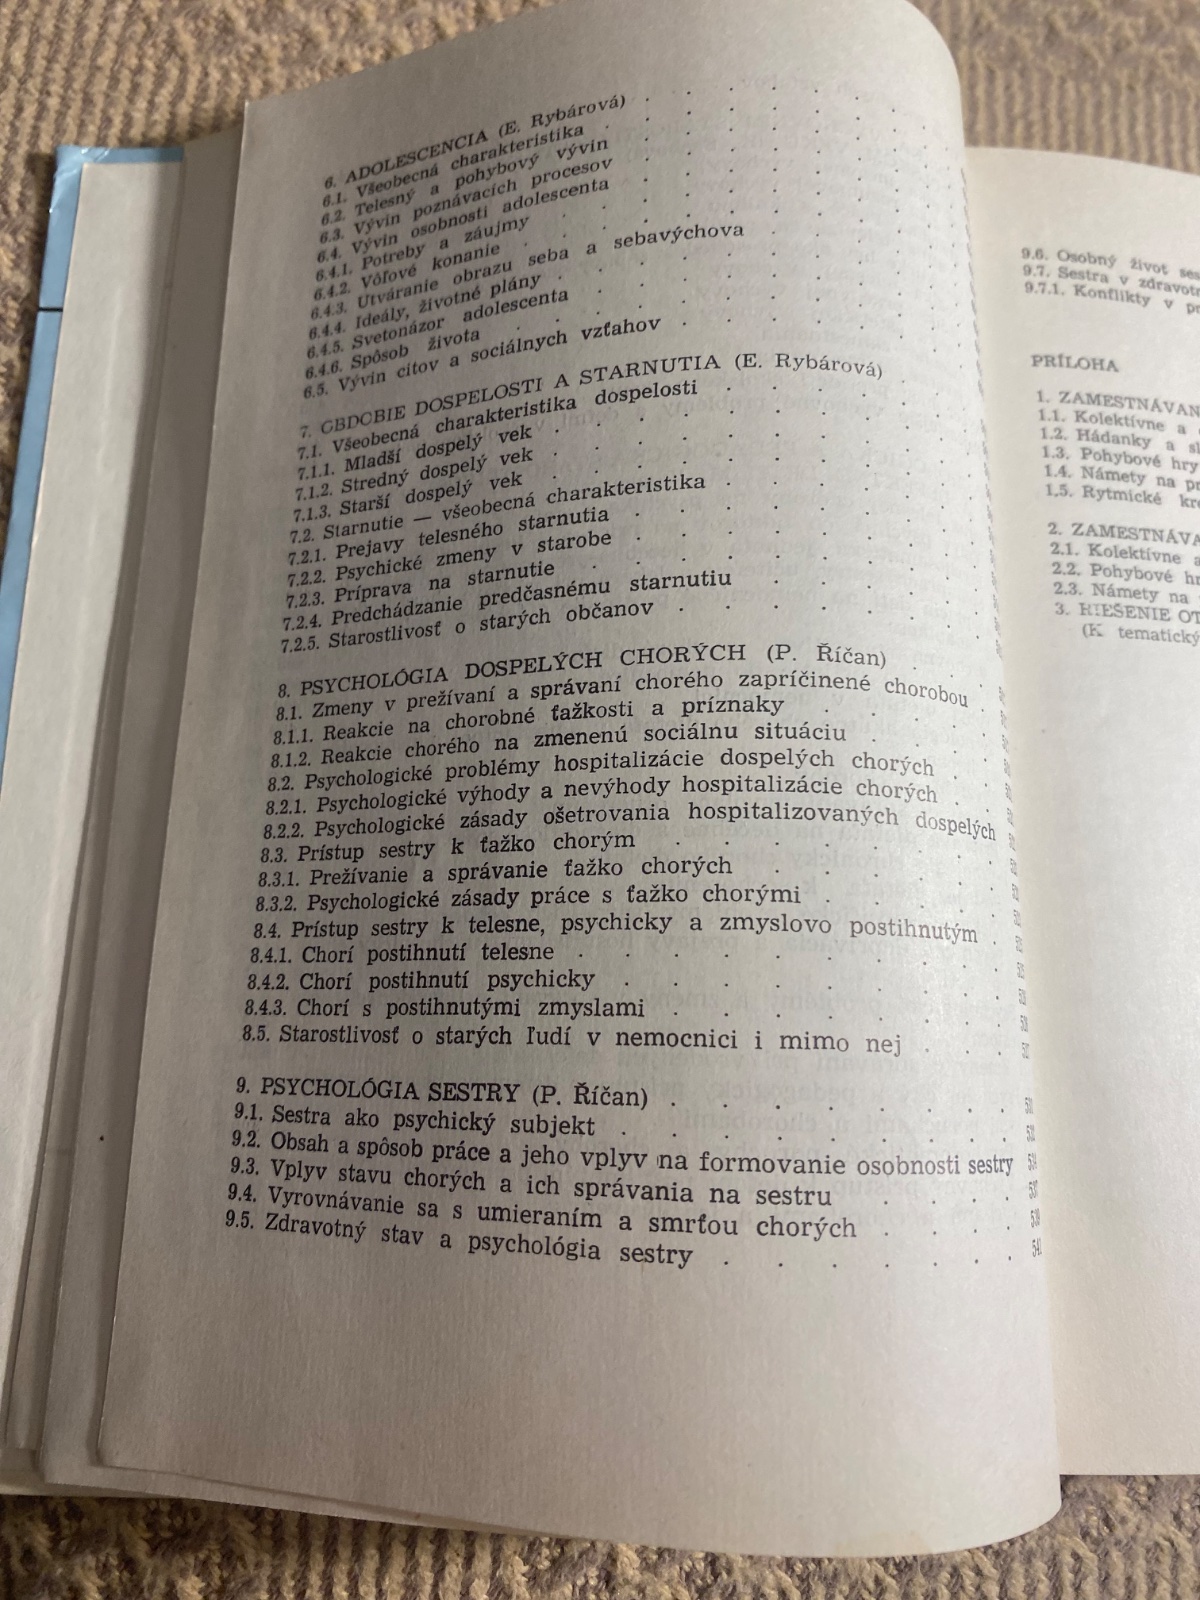 6. ADOLESCENCIA (E. Rybárová)
6.1. Všeobecná charakteristika
6.2. Telesný a pohybový vývin
6.3. Vývin poznávacích procesov
6.4. Vývin osobnosti adolescenta
6.4.1. Potreby a záujmy
6.4.2. Vôľové konanie
6.4.3. Utváranie obrazu seba a sebavýchova
6.4.4. Ideály, životné plány
6.4.5. Svetonázor adolescenta
6.4.6. Spôsob života
6.5. Vývin citov a sociálnych vzťahov
7. OBDOBIE DOSPELOSTI A STARNUTIA (E. Rybárová)
7.1. Všeobecná charakteristika dospelosti
7.1.1. Mladší dospelý vek
7.1.2. Stredný dospelý vek
7.1.3. Starší dospelý vek
7.2. Starnutie — všeobecná charakteristika
7.2.1. Prejavy telesného starnutia
7.2.2. Psychické zmeny v starobe
7.2.3. Príprava na starnutie
7.2.4. Predchádzanie predčasnému starnutiu
7.2.5. Starostlivosť o starých občanov
8. PSYCHOLÓGIA DOSPELÝCH CHORÝCH (P. Říčan)
8.1. Zmeny v prežívaní a správaní chorého zapríčinené chorobou
8.1.1. Reakcie na chorobné ťažkosti a príznaky
8.1.2. Reakcie chorého na zmenenú sociálnu situáciu
8.2. Psychologické problémy hospitalizácie dospelých chorých
8.2.1. Psychologické výhody a nevýhody hospitalizácie chorých
8.2.2. Psychologické zásady ošetrovania hospitalizovaných dospelých
8.3. Prístup sestry k ťažko chorým
8.3.1. Prežívanie a správanie ťažko chorých
8.3.2. Psychologické zásady práce s ťažko chorými
8.4. Prístup sestry k telesne, psychicky a zmyslovo postihnutým
8.4.1. Chorí postihnutí telesne
8.4.2. Chorí postihnutí psychicky
8.4.3. Chorí s postihnutými zmyslami
8.5. Starostlivosť o starých ľudí v nemocnici i mimo nej
9. PSYCHOLÓGIA SESTRY (P. Říčan)
9.1. Sestra ako psychický subjekt
9.2. Obsah a spôsob práce a jeho vplyv na formovanie osobnosti sestry
9.3. Vplyv stavu chorých a ich správania na sestru
9.4. Vyrovnávanie sa s umieraním a smrťou chorých
9.5. Zdravotný stav a psychológia sestry
9.6. Osobný život
9.7. Sestra v
9.7.1. Konflikty v
PRÍLOHA
1.
1.1. Kolektívne a
1.2. Hádanky a
1.3. Pohybové hry
1.4. Námety na
1.5. Rytmické
2.
2.1. Kolektívne
2.2. Pohybové
2.3. Námety na
3. RIEŠENIE
(K